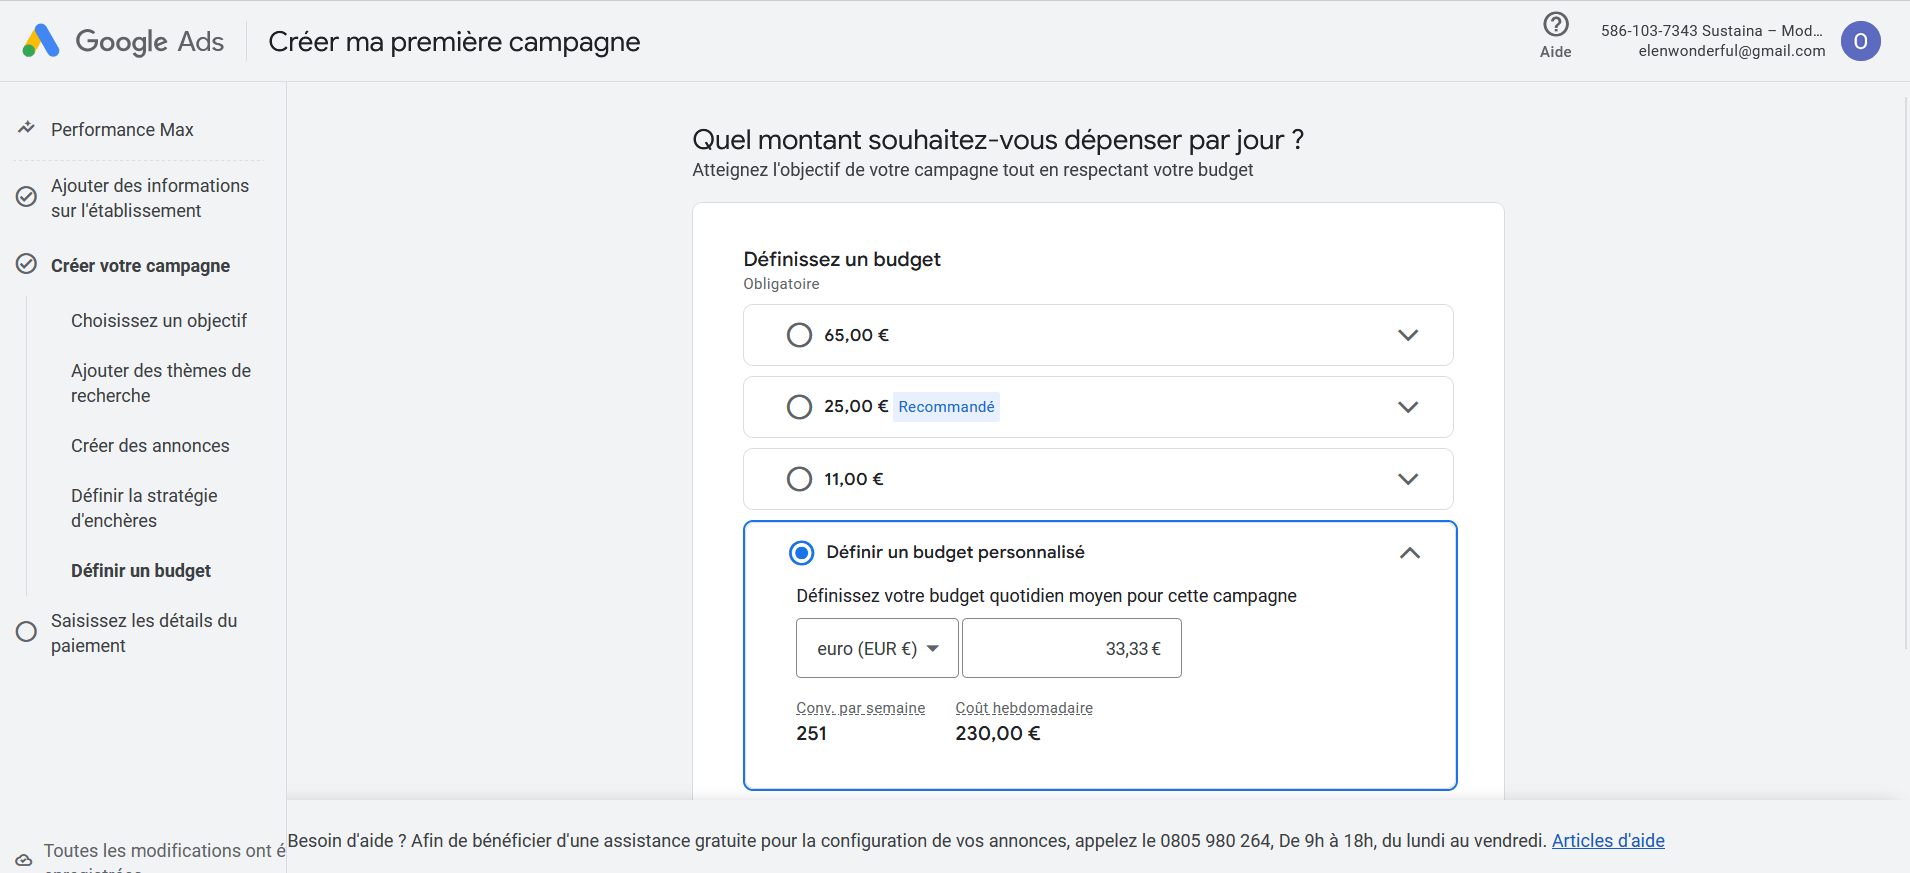 Google Ads
Créer ma première campagne
Aide
586-103-7343 Sustaina – Mod...
elenwonderful@gmail.com
O
Performance Max
Ajouter des informations
sur l'établissement
Créer votre campagne
Choisissez un objectif
Ajouter des thèmes de
recherche
Créer des annonces
Définir la stratégie
d'enchères
Définir un budget
Saisissez les détails du
paiement
Toutes les modifications ont é
Quel montant souhaitez-vous dépenser par jour ?
Atteignez l'objectif de votre campagne tout en respectant votre budget
Définissez un budget
Obligatoire
65,00 €
25,00 € Recommandé
11,00 €
Définir un budget personnalisé
Définissez votre budget quotidien moyen pour cette campagne
euro (EUR €) 33,33 €
Conv. par semaine Coût hebdomadaire
251 230,00 €
Besoin d'aide ? Afin de bénéficier d'une assistance gratuite pour la configuration de vos annonces, appelez le 0805 980 264, De 9h à 18h, du lundi au vendredi. Articles d'aide